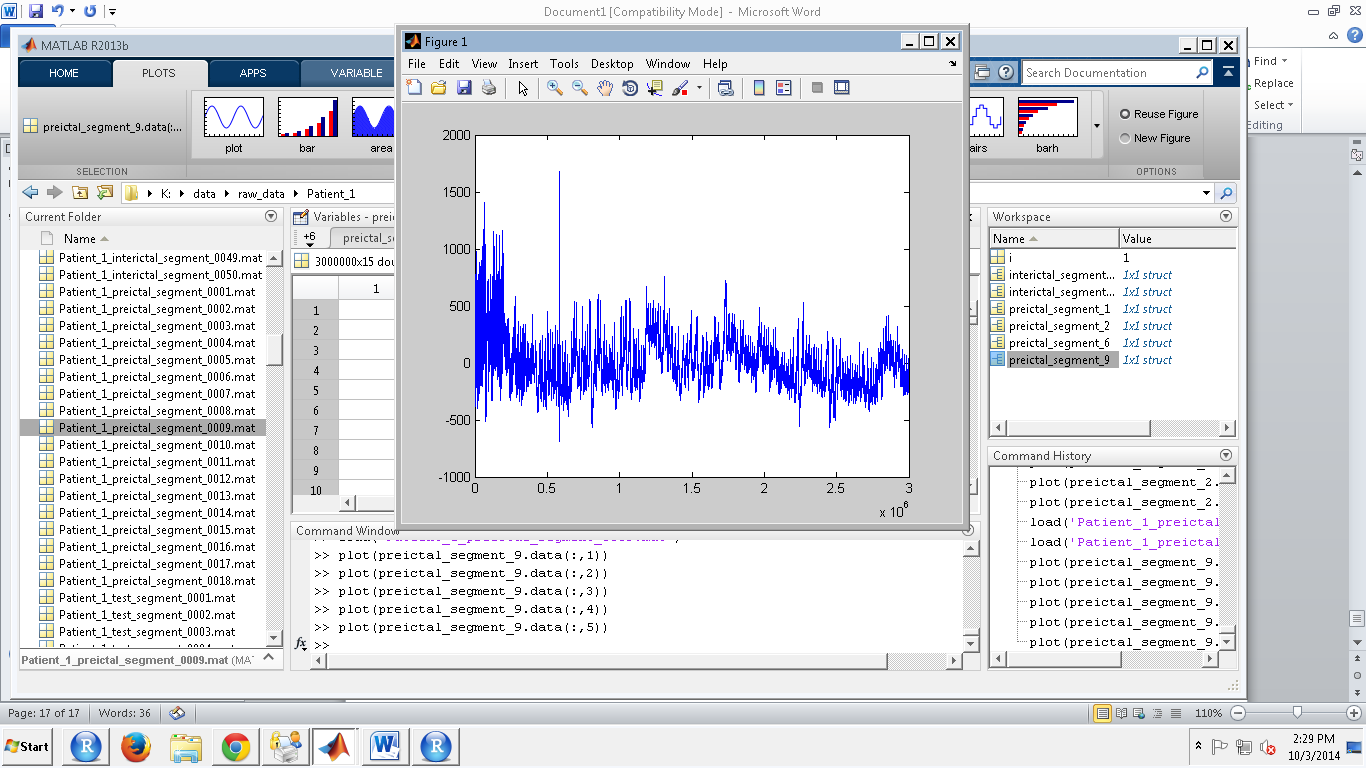 Document1 [Compatibility Mode] - Microsoft Word
MATLAB R2013b
HOME PLOTS APPS VARIABLE
Search Documentation
preictal_segment_9.data(:...
plot bar area
airs barh
Reuse Figure
New Figure
SELECTION
OPTIONS
Find
Replace
Select
Editing
K: data raw_data Patient_1
Figure 1
File Edit View Insert Tools Desktop Window Help
2000
1500
1000
500
0
-500
-1000
0 0.5 1 1.5 2 2.5 3
x 10^6
Current Folder
Name
Patient_1_interictal_segment_0049.mat
Patient_1_interictal_segment_0050.mat
Patient_1_preictal_segment_0001.mat
Patient_1_preictal_segment_0002.mat
Patient_1_preictal_segment_0003.mat
Patient_1_preictal_segment_0004.mat
Patient_1_preictal_segment_0005.mat
Patient_1_preictal_segment_0006.mat
Patient_1_preictal_segment_0007.mat
Patient_1_preictal_segment_0008.mat
Patient_1_preictal_segment_0009.mat
Patient_1_preictal_segment_0010.mat
Patient_1_preictal_segment_0011.mat
Patient_1_preictal_segment_0012.mat
Patient_1_preictal_segment_0013.mat
Patient_1_preictal_segment_0014.mat
Patient_1_preictal_segment_0015.mat
Patient_1_preictal_segment_0016.mat
Patient_1_preictal_segment_0017.mat
Patient_1_preictal_segment_0018.mat
Patient_1_test_segment_0001.mat
Patient_1_test_segment_0002.mat
Patient_1_test_segment_0003.mat
Patient_1_preictal_segment_0009.mat (MAT
Variables - preic
+6 preictal_se
3000000x15 dou
1
1
2
3
4
5
6
7
8
9
10
Command Window
>> plot(preictal_segment_9.data(:,1))
>> plot(preictal_segment_9.data(:,2))
>> plot(preictal_segment_9.data(:,3))
>> plot(preictal_segment_9.data(:,4))
>> plot(preictal_segment_9.data(:,5))
fx >>
Workspace
Name Value
i 1
interictal_segment... 1x1 struct
interictal_segment... 1x1 struct
preictal_segment_1 1x1 struct
preictal_segment_2 1x1 struct
preictal_segment_6 1x1 struct
preictal_segment_9 1x1 struct
Command History
plot(preictal_segment_2.
plot(preictal_segment_2.
load('Patient_1_preictal
load('Patient_1_preictal
plot(preictal_segment_9.
plot(preictal_segment_9.
plot(preictal_segment_9.
plot(preictal_segment_9.
plot(preictal_segment_9.
Page: 17 of 17 Words: 36
110%
Start
2:29 PM
10/3/2014